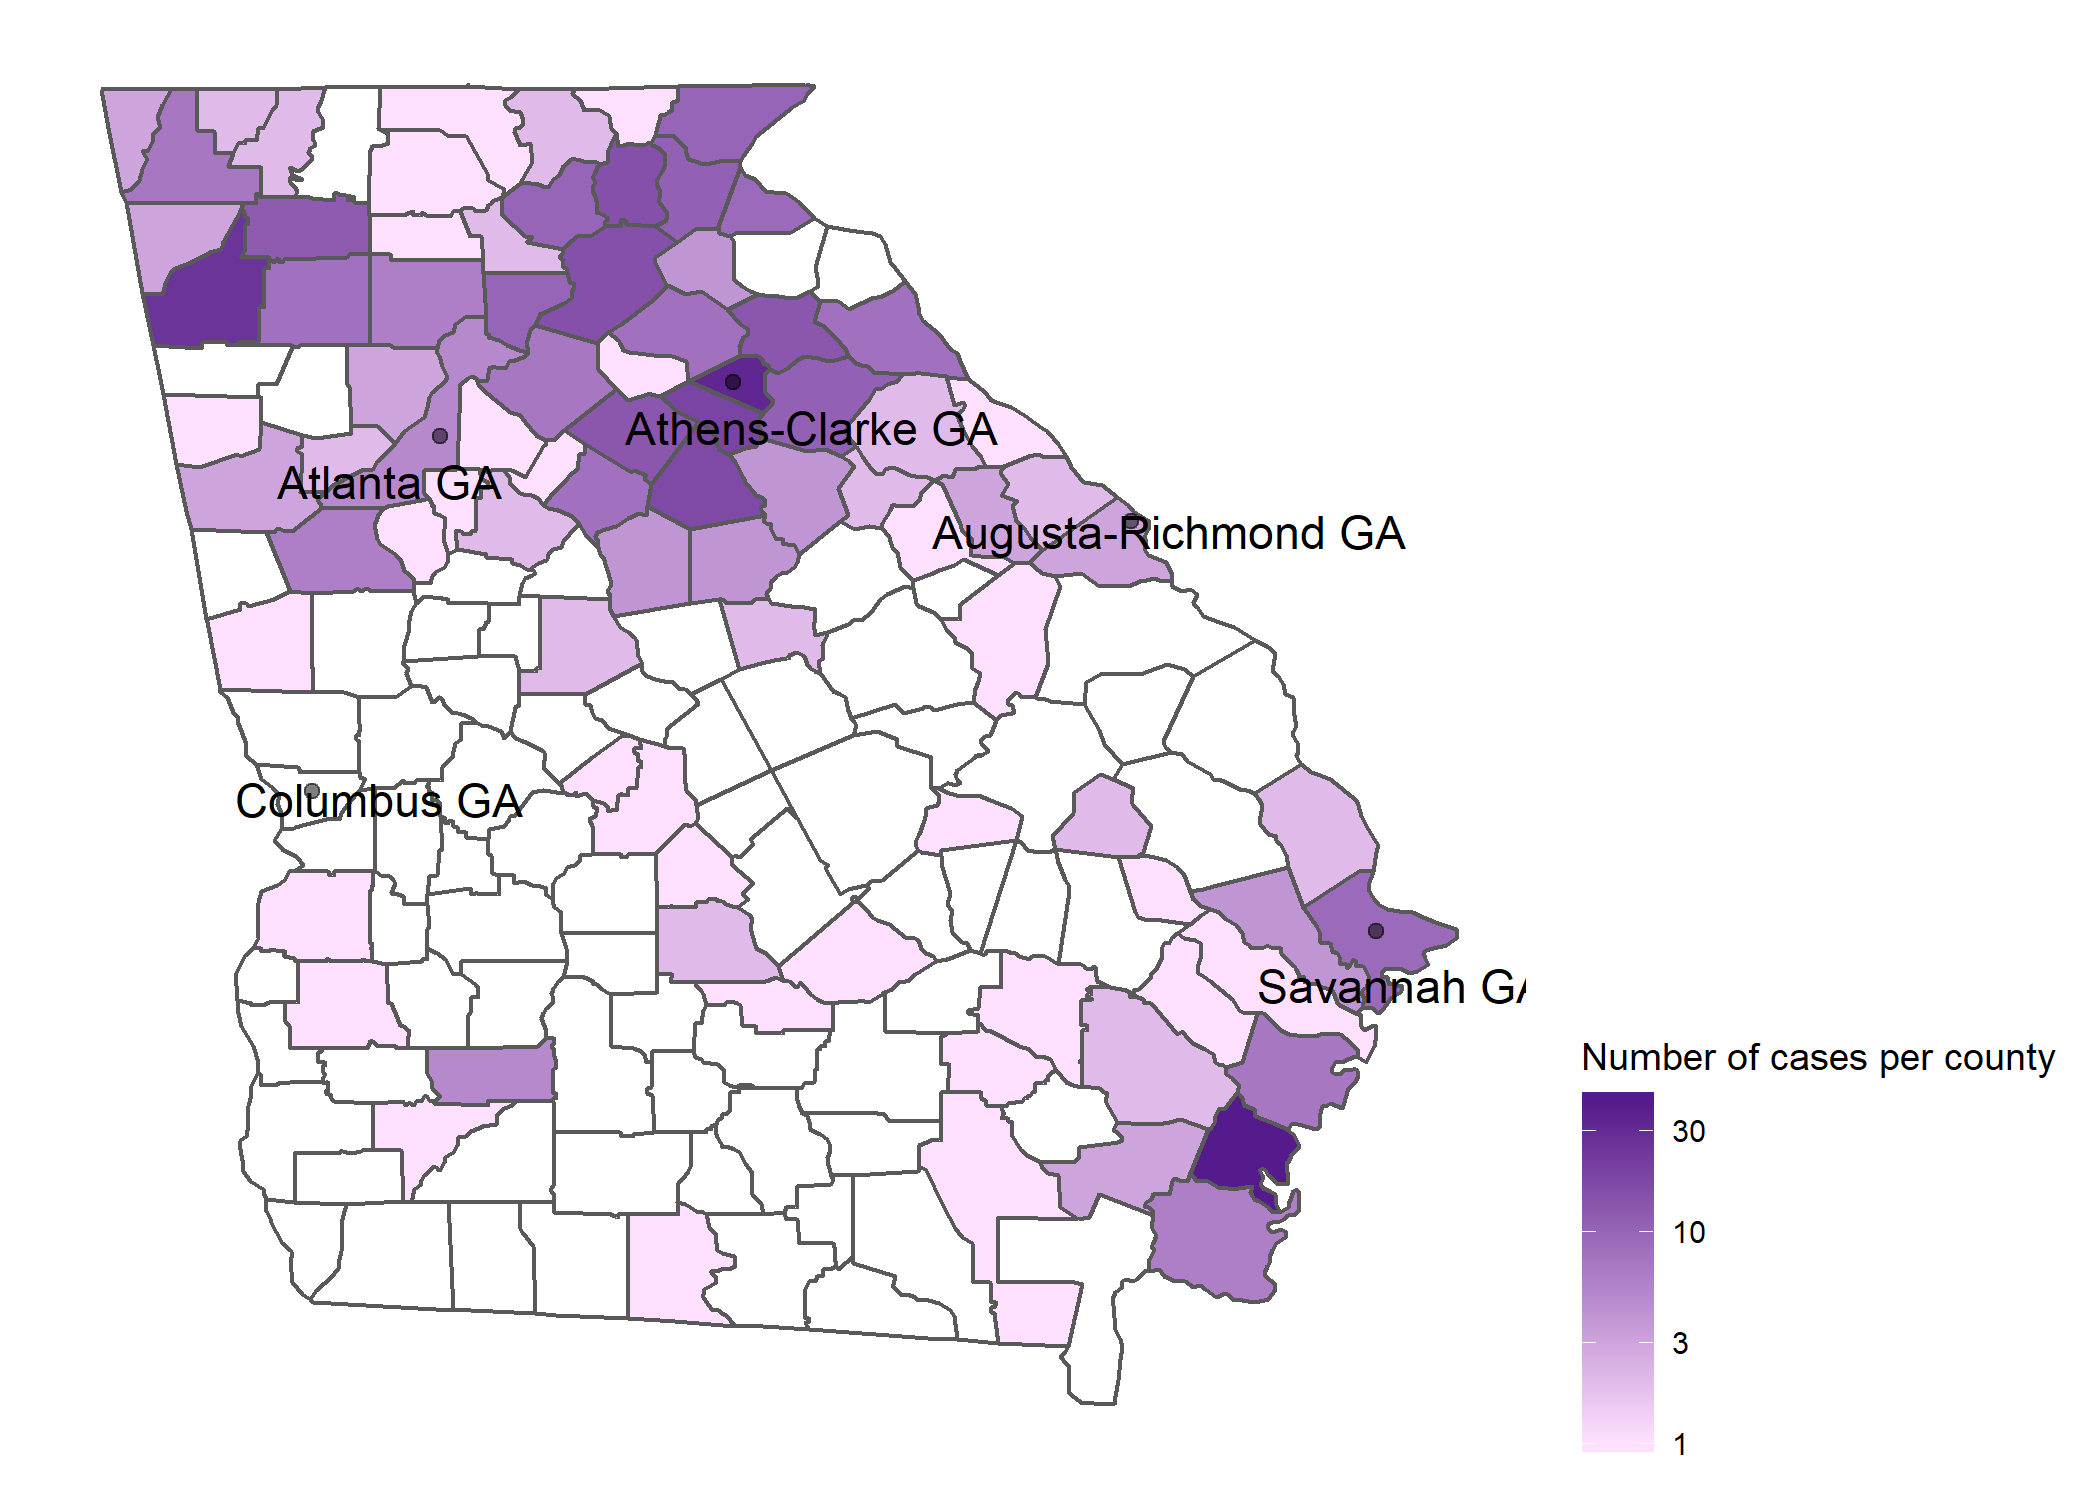 Athens-Clarke GA
Atlanta GA
Augusta-Richmond GA
Columbus GA
Savannah GA
Number of cases per county
30
10
3
1